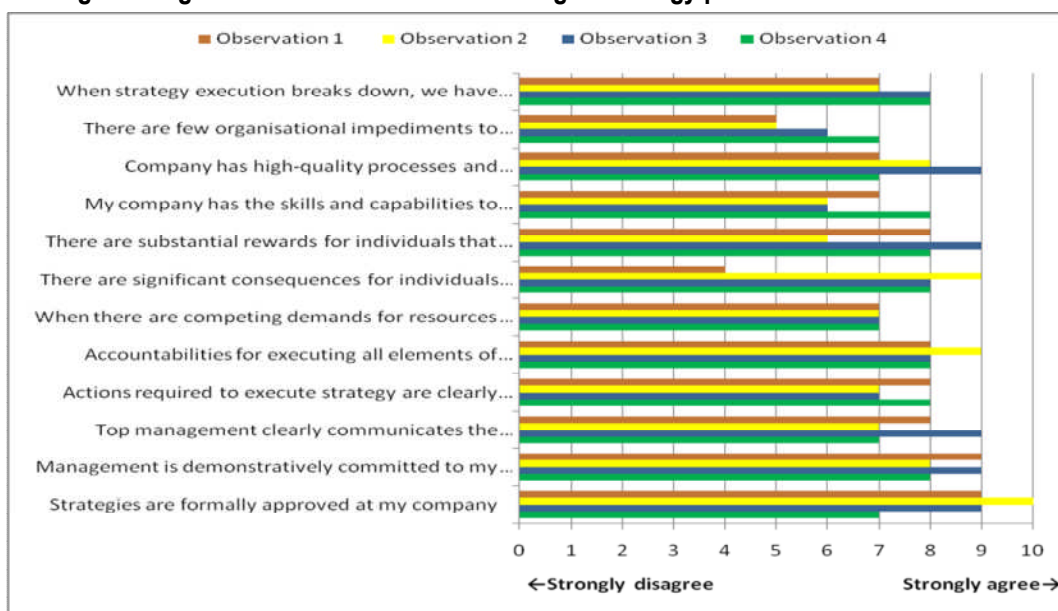 Observation 1 Observation 2 Observation 3 Observation 4
When strategy execution breaks down, we have...
There are few organisational impediments to...
Company has high-quality processes and...
My company has the skills and capabilities to...
There are substantial rewards for individuals that...
There are significant consequences for individuals...
When there are competing demands for resources...
Accountabilities for executing all elements of...
Actions required to execute strategy are clearly...
Top management clearly communicates the...
Management is demonstratively committed to my...
Strategies are formally approved at my company
0 1 2 3 4 5 6 7 8 9 10
←Strongly disagree Strongly agree→